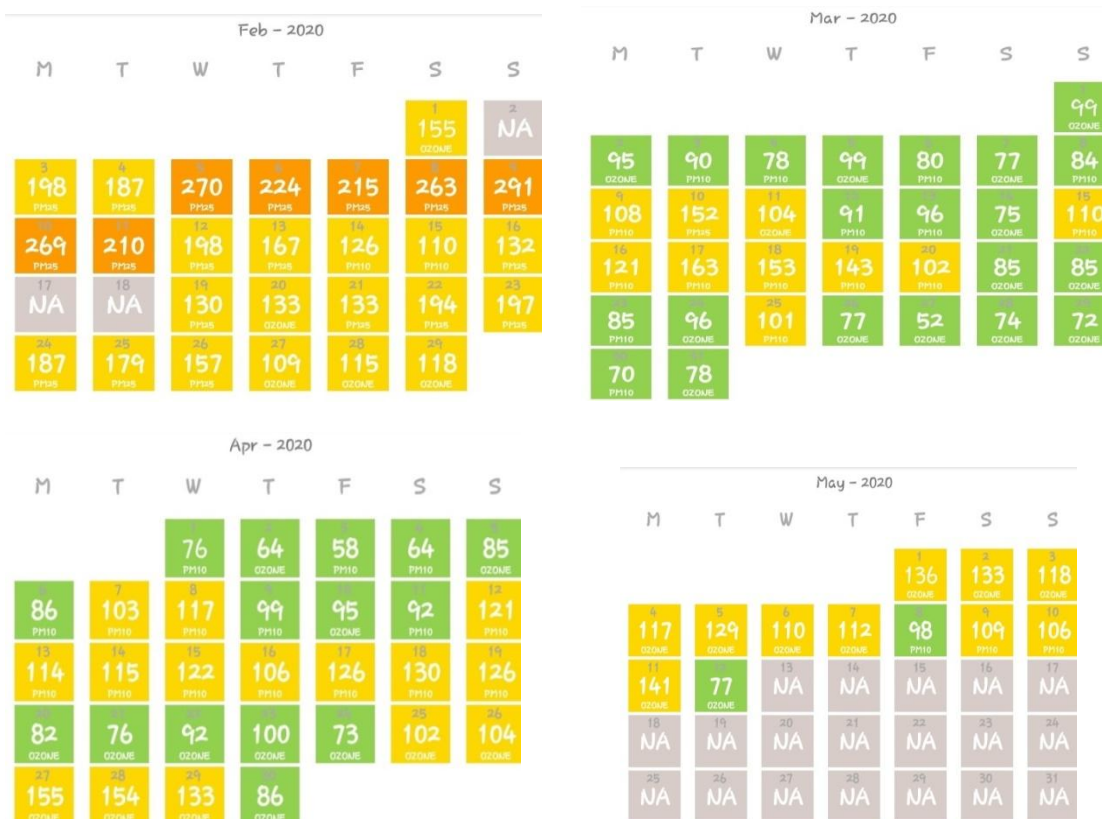 Feb - 2020
M T W T F S S
1 2
155 NA
OZONE
3 4 5 6 7 8 9
198 187 270 224 215 263 291
PM25 PM25 PM25 PM25 PM25 PM25 PM25
10 11 12 13 14 15 16
269 210 198 167 126 110 132
PM25 PM25 PM25 PM25 PM10 PM10 PM25
17 18 19 20 21 22 23
NA NA 130 133 133 194 197
PM25 OZONE PM25 PM25 PM25
24 25 26 27 28 29
187 179 157 109 115 118
PM25 PM25 PM25 OZONE OZONE OZONE
Mar - 2020
M T W T F S S
99
OZONE
95 90 78 99 80 77 84
OZONE PM10 PM10 OZONE PM10 OZONE PM10
9 10 11 15
108 152 104 91 96 75 110
PM10 PM25 OZONE PM10 PM10 OZONE PM10
16 17 18 19 20
121 163 153 143 102 85 85
PM10 PM10 PM10 PM10 PM10 OZONE OZONE
25
85 96 101 77 52 74 72
PM10 OZONE PM10 OZONE OZONE OZONE OZONE
70 78
PM10 OZONE
Apr - 2020
M T W T F S S
76 64 58 64 85
PM10 OZONE PM10 OZONE OZONE
7 8 12
86 103 117 99 95 92 121
PM10 PM10 PM10 PM10 OZONE PM10 PM10
13 14 15 16 17 18 19
114 115 122 106 126 130 126
PM10 PM10 PM10 PM10 PM10 PM10 PM10
25 26
82 76 92 100 73 102 104
OZONE OZONE OZONE OZONE OZONE OZONE OZONE
27 28 29
155 154 133 86
OZONE OZONE OZONE OZONE
May - 2020
M T W T F S S
1 2 3
136 133 118
OZONE OZONE OZONE
4 5 6 7 9 10
117 129 110 112 98 109 106
OZONE OZONE OZONE OZONE PM10 PM10 PM10
11 13 14 15 16 17
141 77 NA NA NA NA NA
OZONE OZONE
18 19 20 21 22 23 24
NA NA NA NA NA NA NA
25 26 27 28 29 30 31
NA NA NA NA NA NA NA